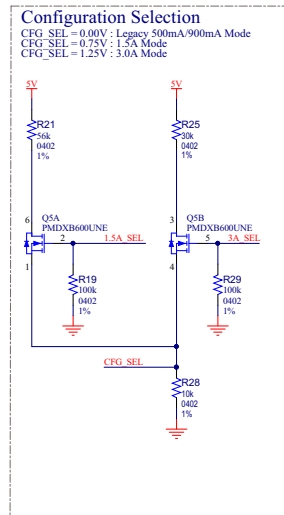 Configuration Selection
CFG_SEL = 0.00V : Legacy 500mA/900mA Mode
CFG_SEL = 0.75V : 1.5A Mode
CFG_SEL = 1.25V : 3.0A Mode
5V
5V
R21
56k
0402
1%
R25
30k
0402
1%
Q5A
PMDXB600UNE
Q5B
PMDXB600UNE
6
2
1.5A_SEL
1
3
5
3A_SEL
4
R19
100k
0402
1%
R29
100k
0402
1%
CFG_SEL
R28
10k
0402
1%